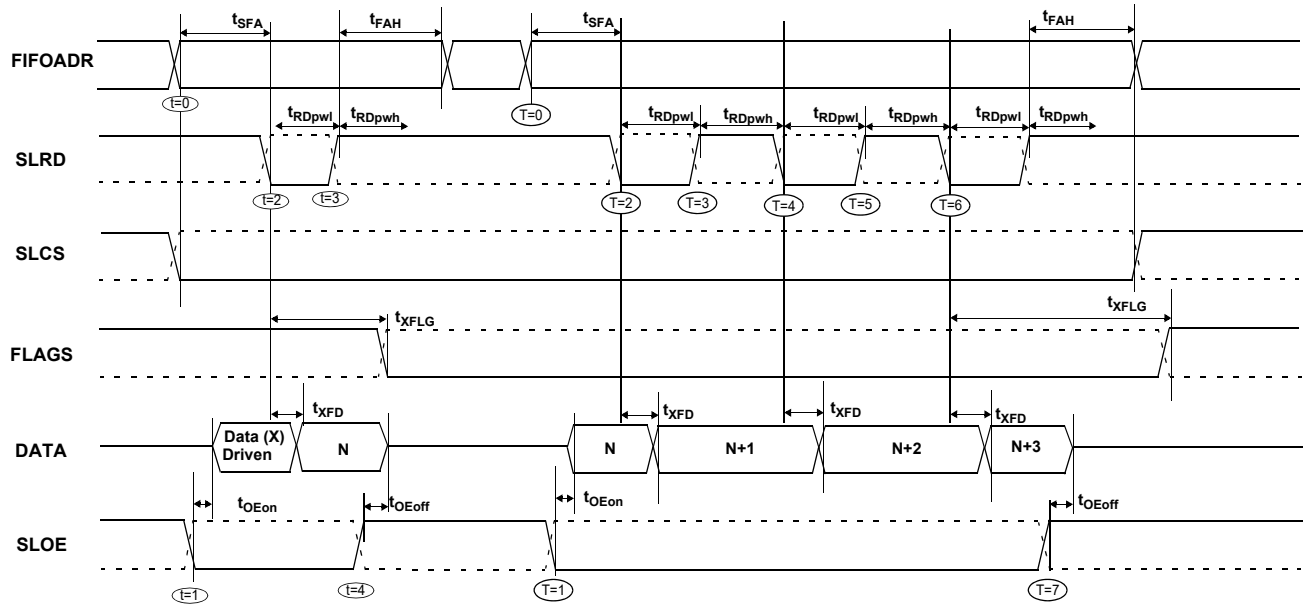 tSFA tFAH tSFA tFAH
FIFOADR
t=0 T=0
tRDpwl tRDpwh tRDpwl tRDpwh tRDpwl tRDpwh tRDpwl tRDpwh
SLRD
t=2 t=3 T=2 T=3 T=4 T=5 T=6
SLCS
tXFLG tXFLG
FLAGS
tXFD tXFD tXFD tXFD
DATA
Data (X)
Driven
N N N+1 N+2 N+3
tOEon tOEoff tOEon tOEoff
SLOE
t=1 t=4 T=1 T=7